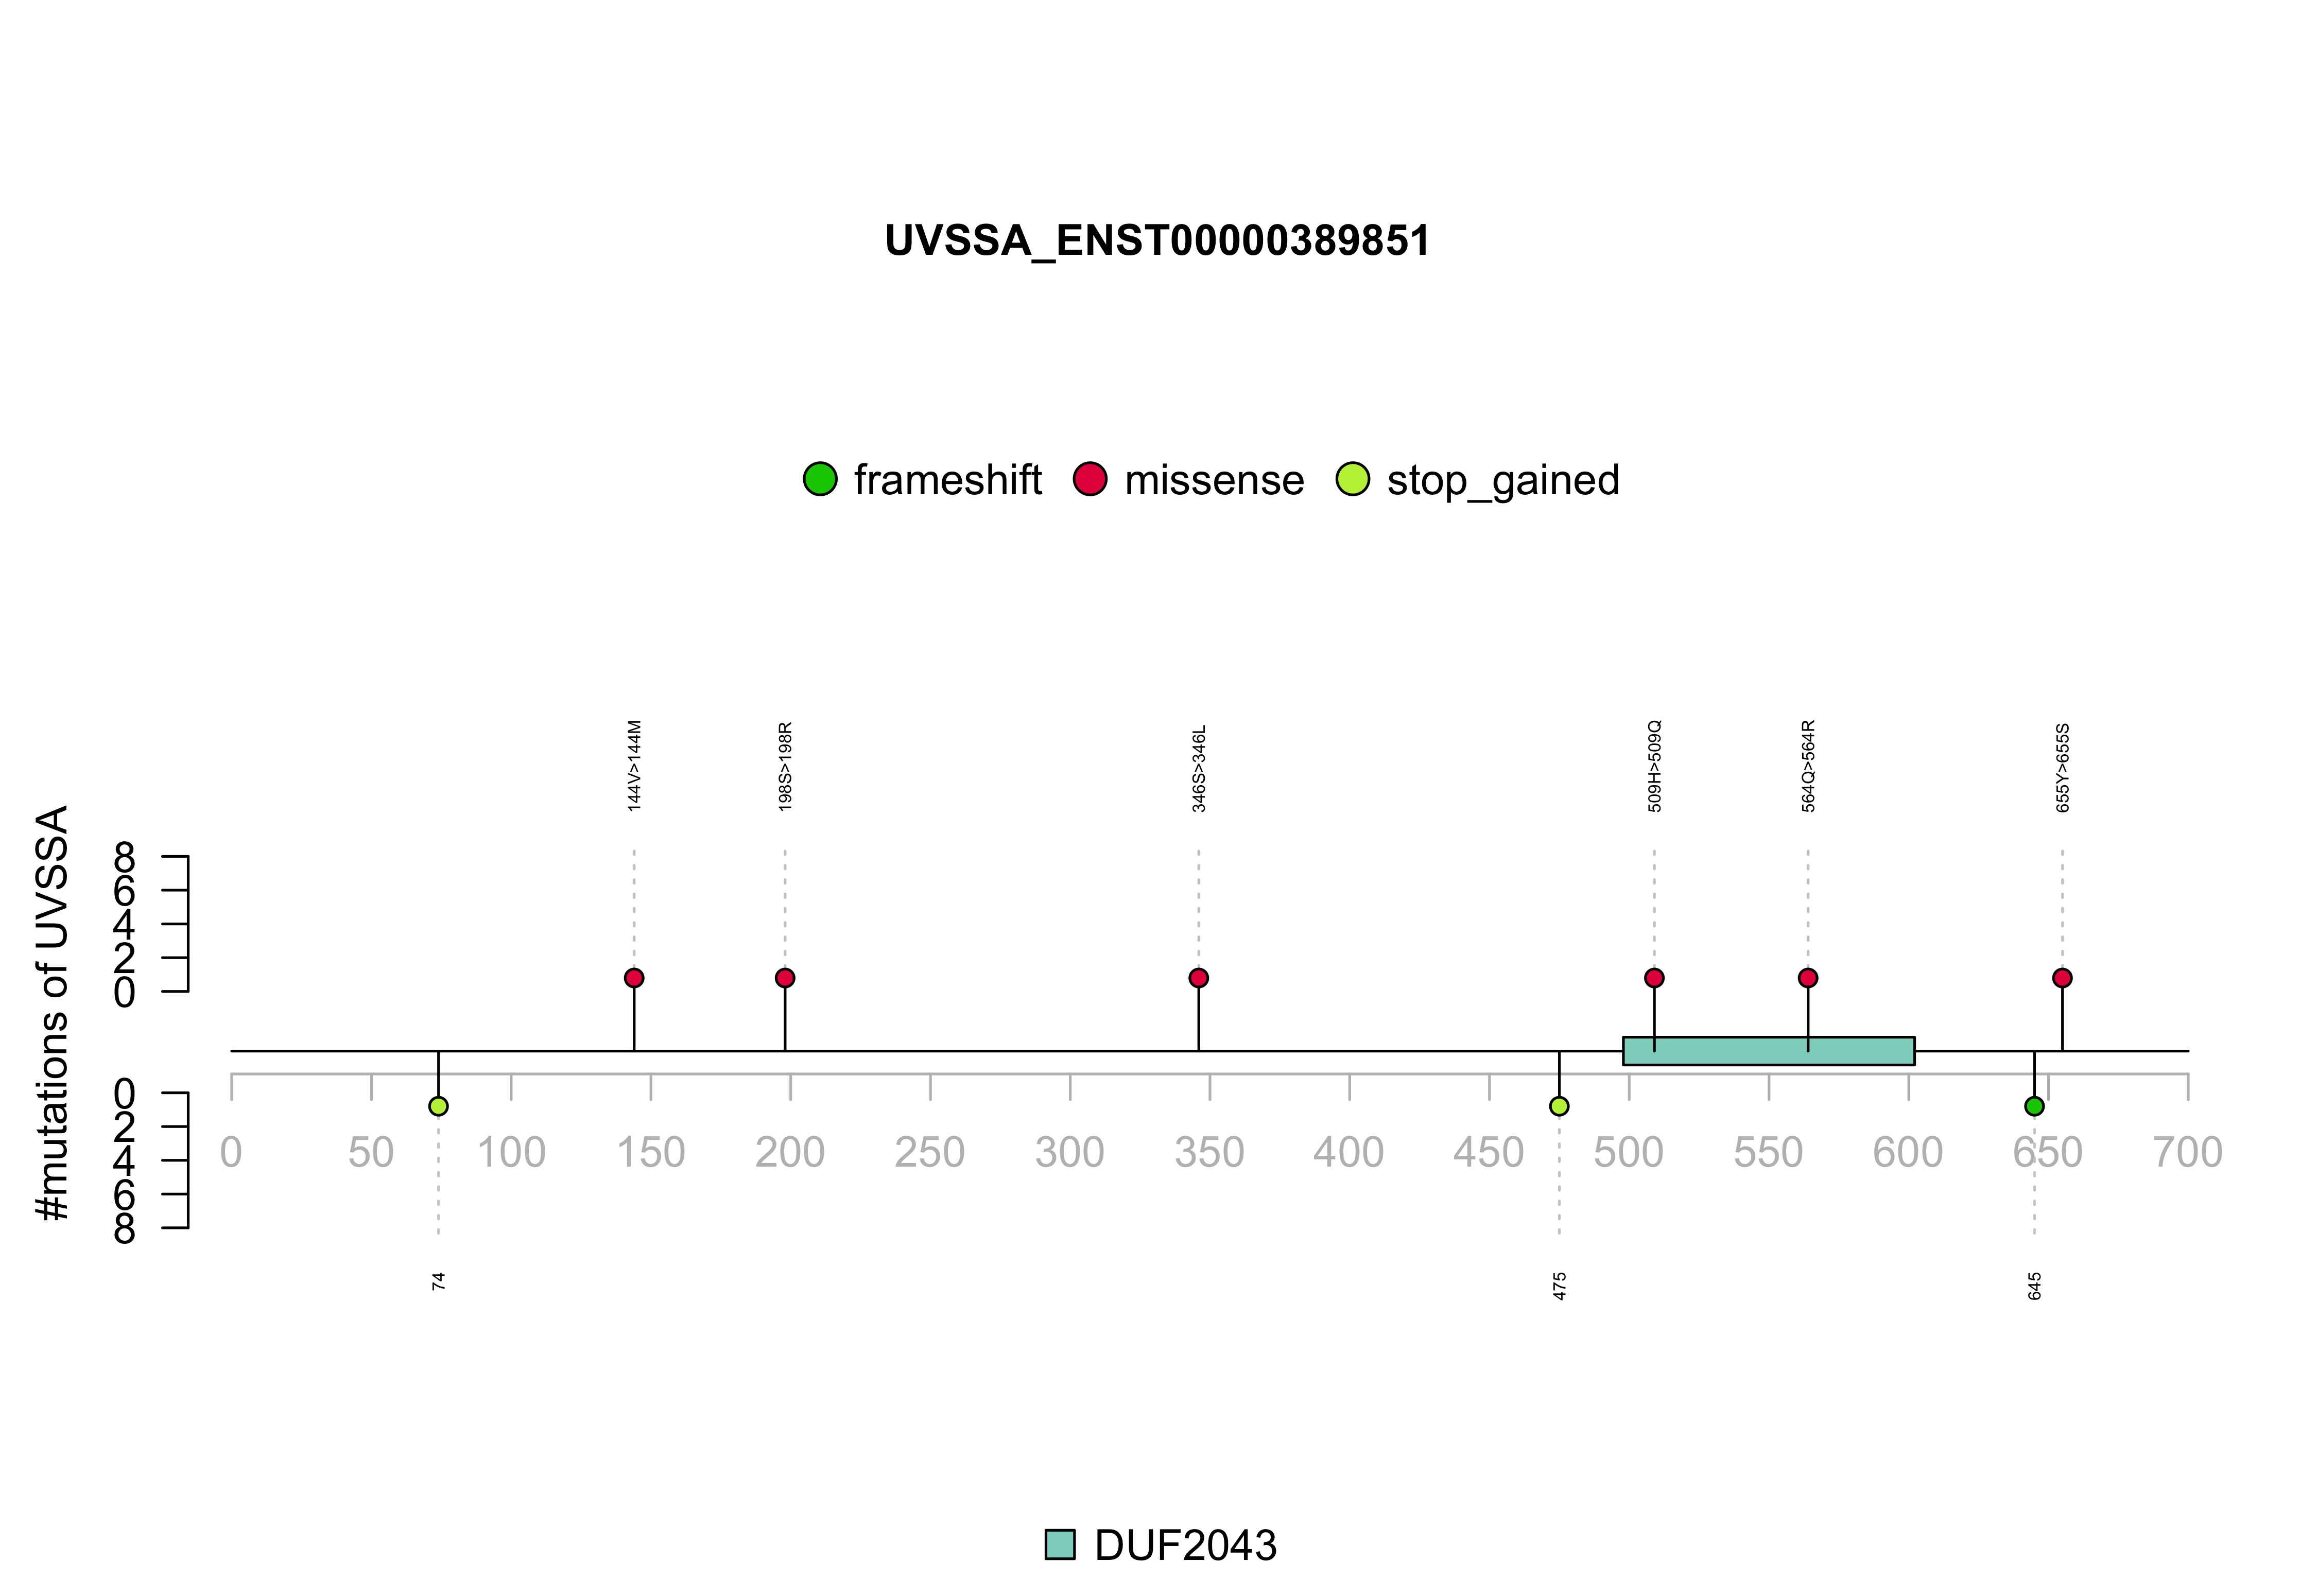 UVSSA_ENST00000389851
frameshift missense stop_gained
144V>144M
198S>198R
346S>346L
509H>509Q
564Q>564R
655Y>655S
#mutations of UVSSA
8
6
4
2
0
0
2
4
6
8
0 50 100 150 200 250 300 350 400 450 500 550 600 650 700
74
475
645
DUF2043